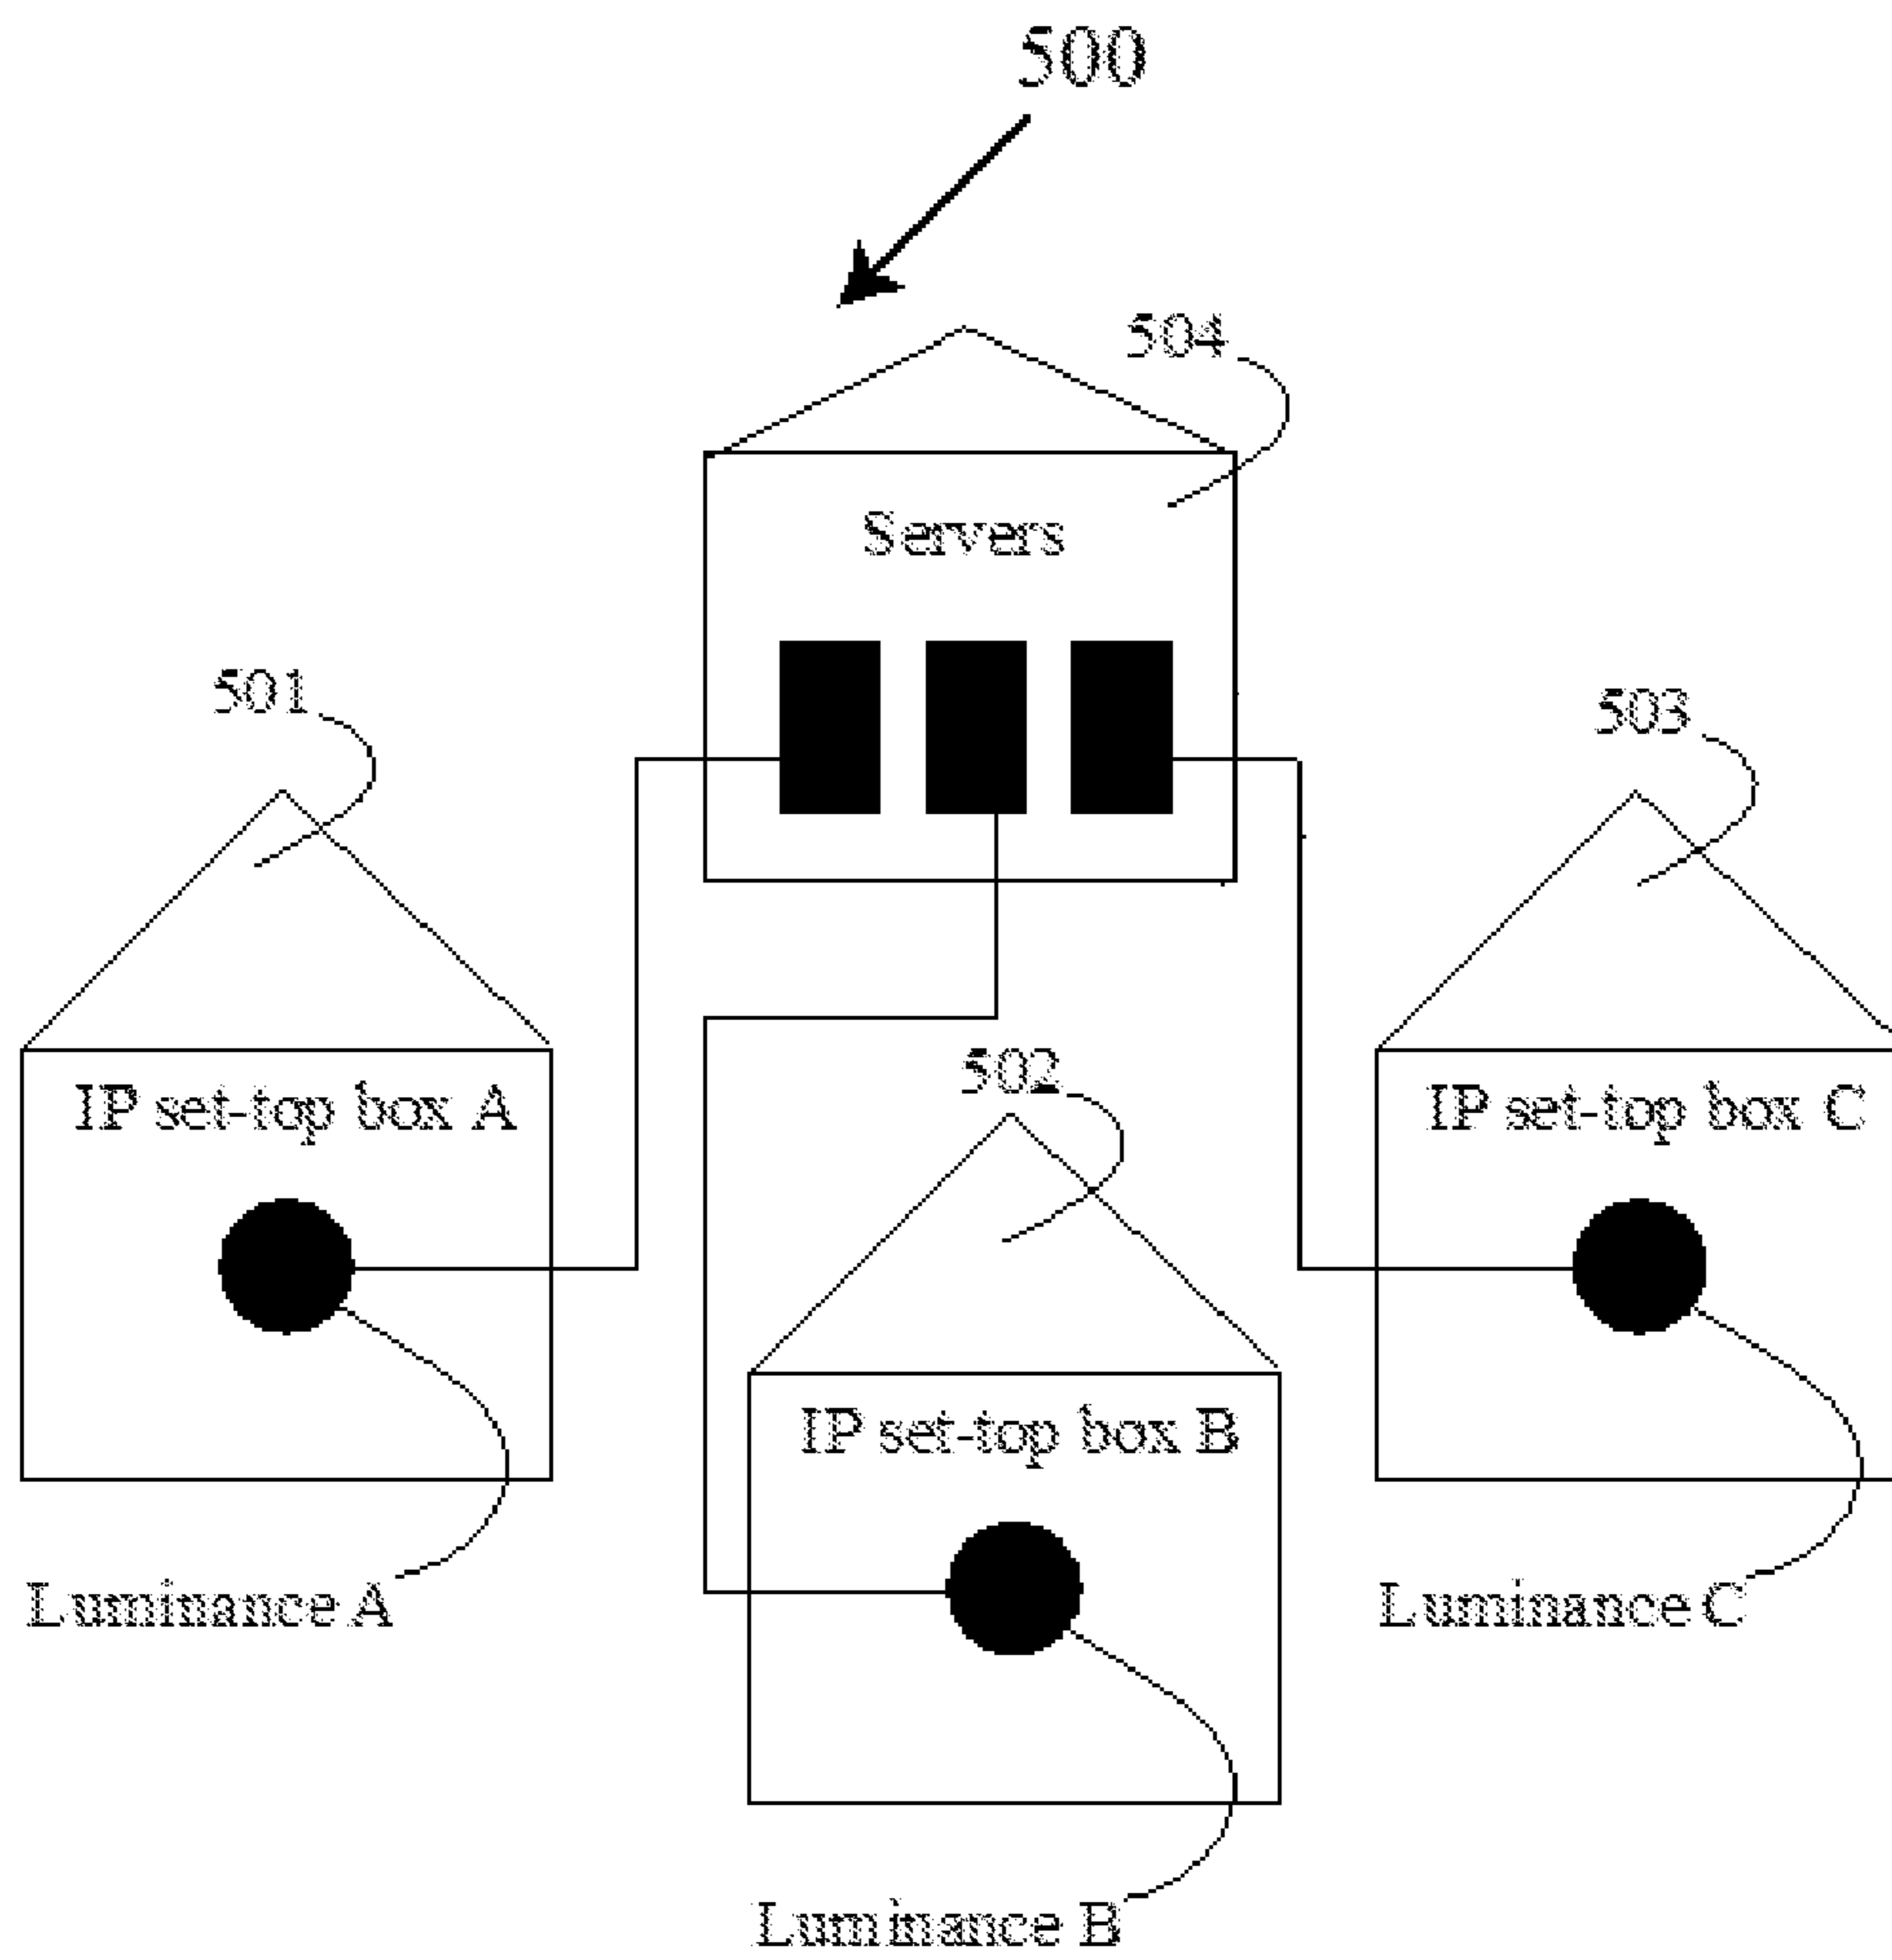 500
504
Servers
501
503
IP set-top box A
502
IP set-top box C
IP set-top box B
Luminance A
Luminance C
Luminance B